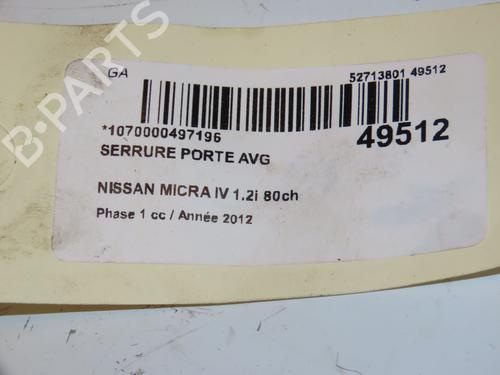 GA
52713801 49512
*1070000497196
49512
SERRURE PORTE AVG
NISSAN MICRA IV 1.2i 80ch
Phase 1 cc / Année 2012
B-PARTS